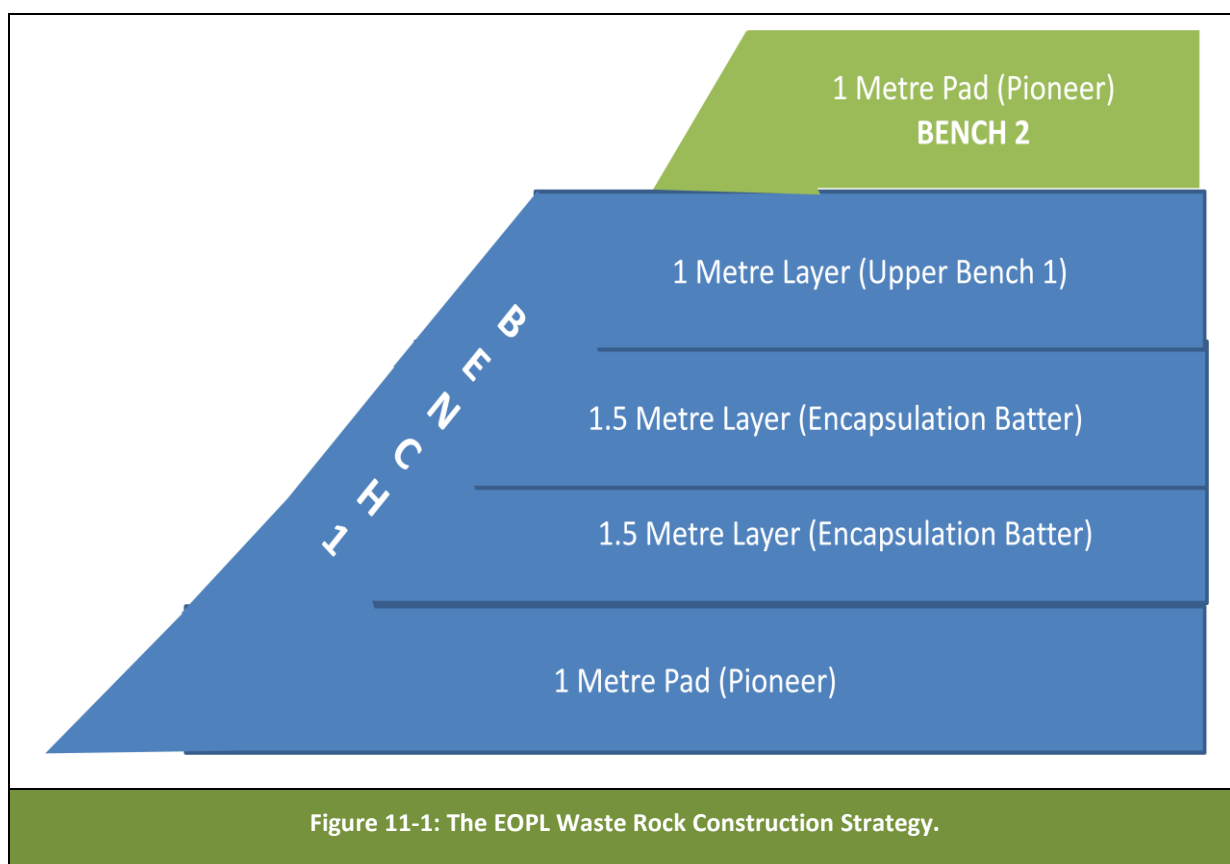 1 Metre Pad (Pioneer)
BENCH 2
1 Metre Layer (Upper Bench 1)
BENCH 1
1.5 Metre Layer (Encapsulation Batter)
1.5 Metre Layer (Encapsulation Batter)
1 Metre Pad (Pioneer)
Figure 11-1: The EOPL Waste Rock Construction Strategy.